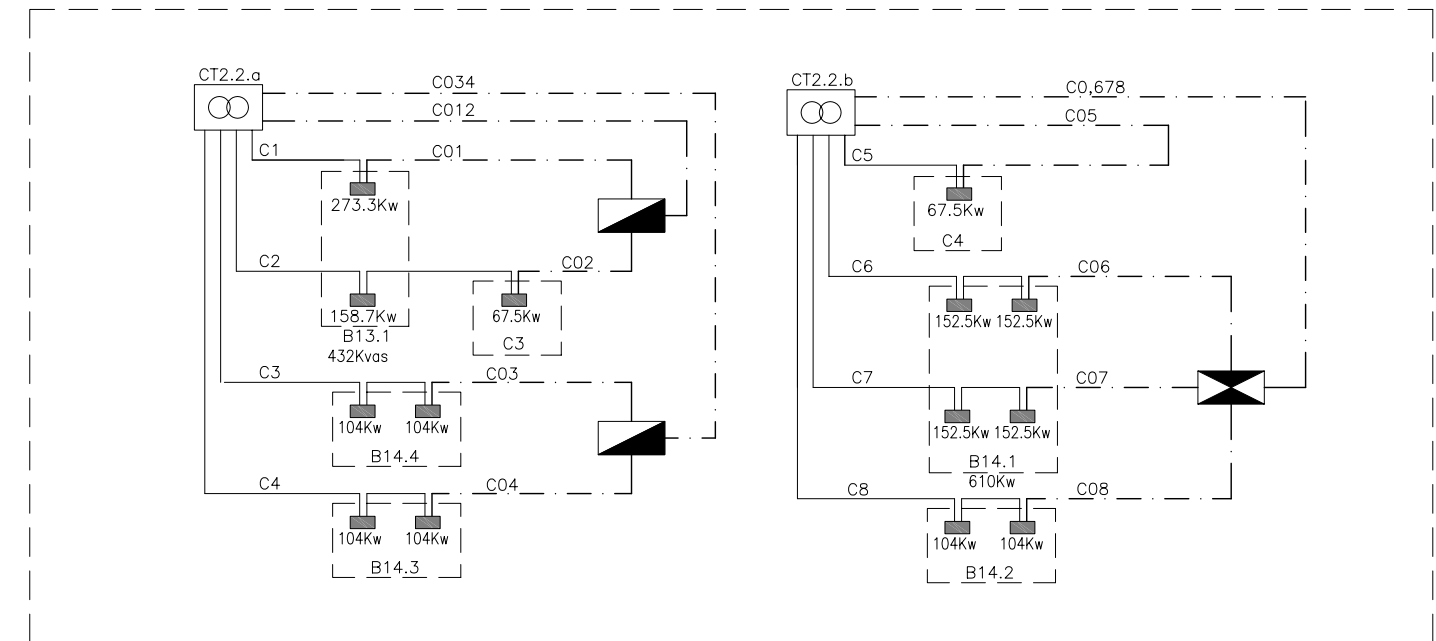 CT2.2.a
C034
C012
C1
C01
273.3Kw
C2
C02
158.7Kw
67.5Kw
B13.1
C3
432Kvas
C3
C03
104Kw
104Kw
B14.4
C4
C04
104Kw
104Kw
B14.3
CT2.2.b
C0,678
C05
C5
67.5Kw
C4
C6
C06
152.5Kw
152.5Kw
C7
C07
152.5Kw
152.5Kw
B14.1
610Kw
C8
C08
104Kw
104Kw
B14.2